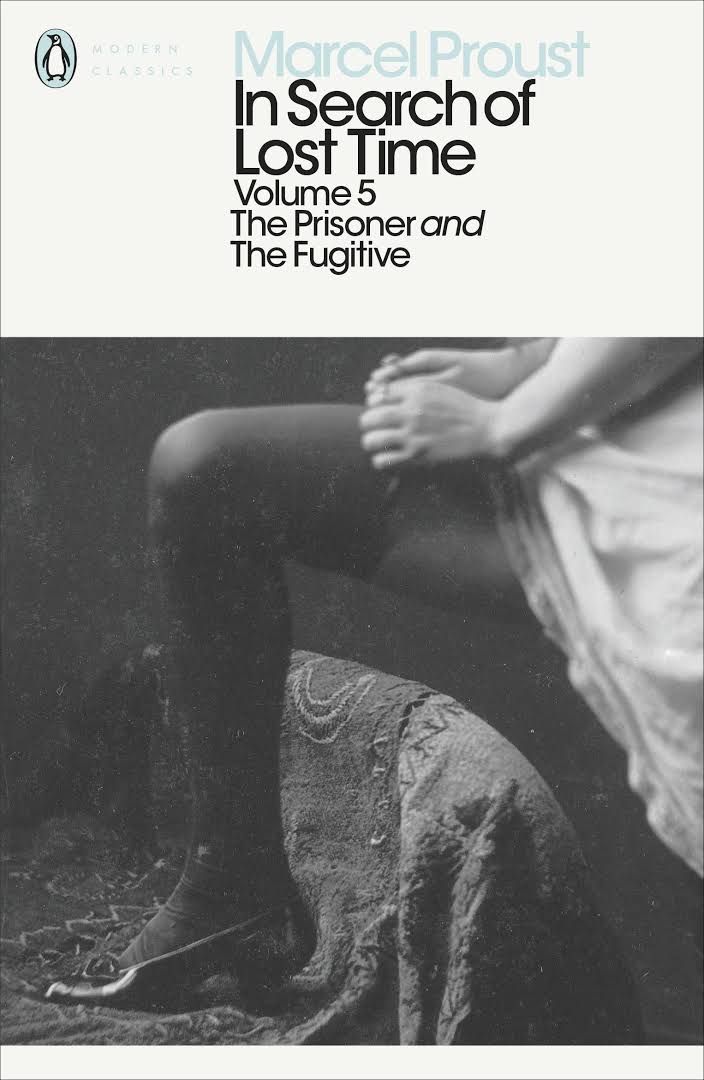 MODERN
CLASSICS
Marcel Proust
In Search of
Lost Time
Volume 5
The Prisoner and
The Fugitive